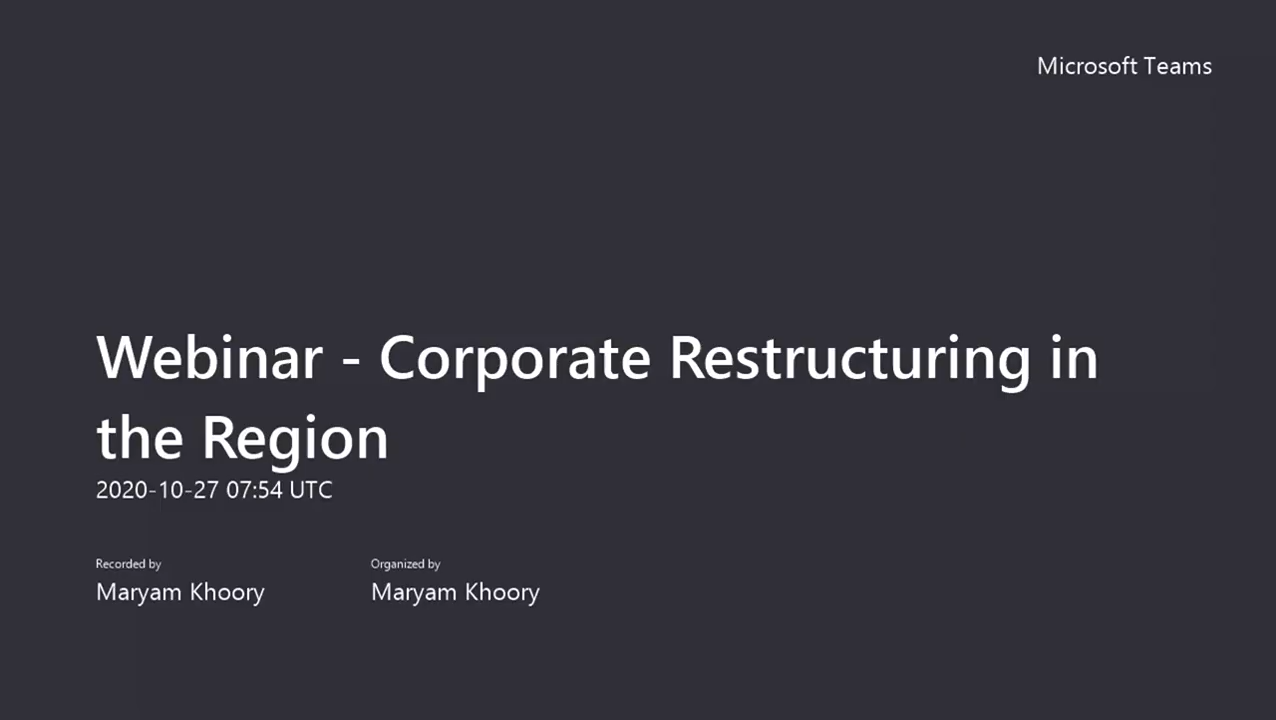 Microsoft Teams
Webinar - Corporate Restructuring in
the Region
2020-10-27 07:54 UTC
Recorded by
Maryam Khoory
Organized by
Maryam Khoory